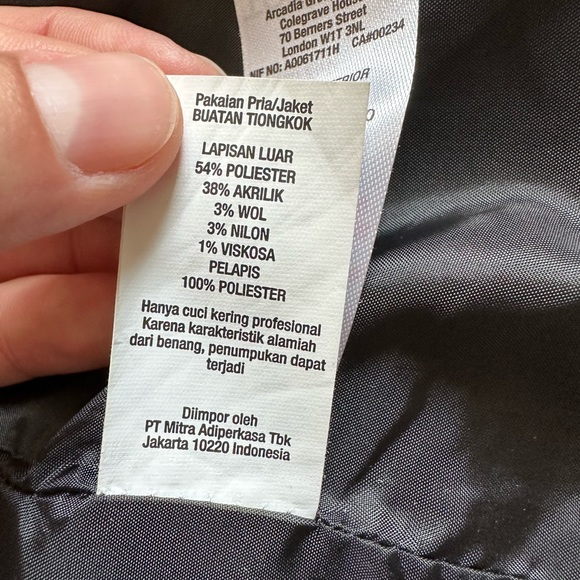 Arcadia
Colegrave House
70 Berners Street
London W1T 3NL
NIF NO: A0061711H CA#00234
Pakaian Pria/Jaket
BUATAN TIONGKOK
LAPISAN LUAR
54% POLIESTER
38% AKRILIK
3% WOL
3% NILON
1% VISKOSA
PELAPIS
100% POLIESTER
Hanya cuci kering profesional
Karena karakteristik alamiah
dari benang, penumpukan dapat
terjadi
Diimpor oleh
PT Mitra Adiperkasa Tbk
Jakarta 10220 Indonesia